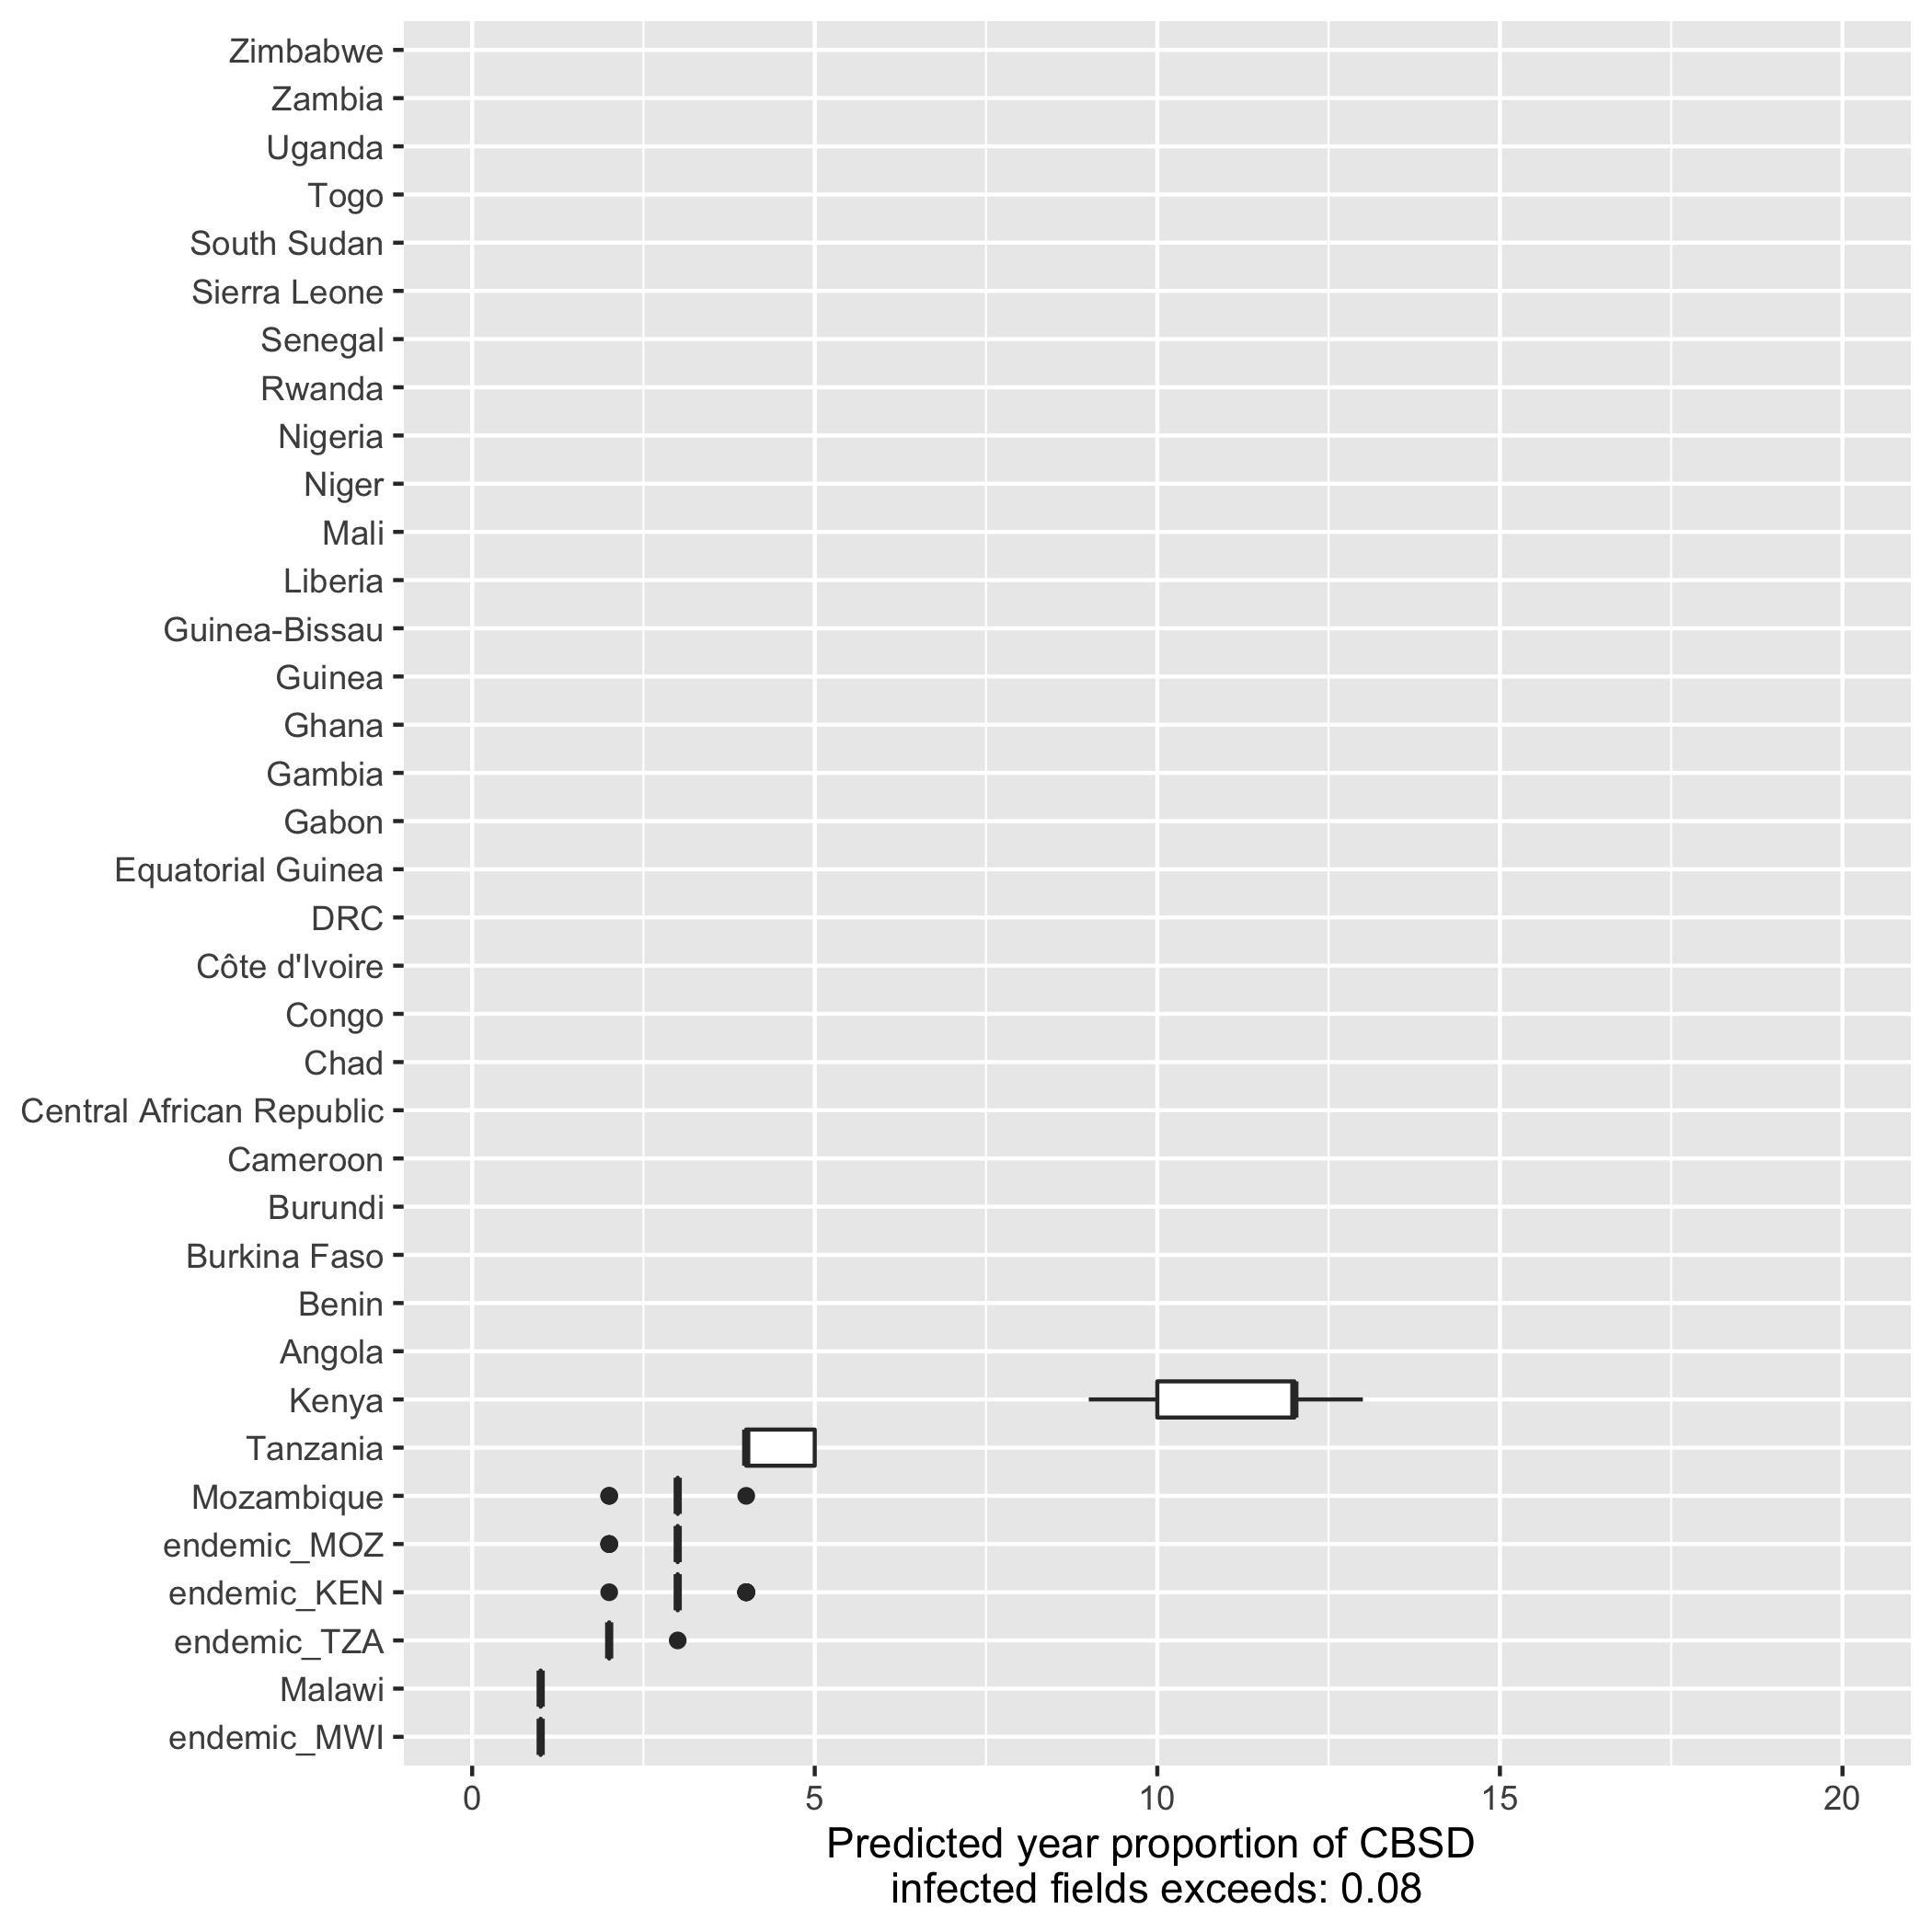 Zimbabwe
Zambia
Uganda
Togo
South Sudan
Sierra Leone
Senegal
Rwanda
Nigeria
Niger
Mali
Liberia
Guinea-Bissau
Guinea
Ghana
Gambia
Gabon
Equatorial Guinea
DRC
Côte d'Ivoire
Congo
Chad
Central African Republic
Cameroon
Burundi
Burkina Faso
Benin
Angola
Kenya
Tanzania
Mozambique
endemic_MOZ
endemic_KEN
endemic_TZA
Malawi
endemic_MWI
0 5 10 15 20
Predicted year proportion of CBSD
infected fields exceeds: 0.08